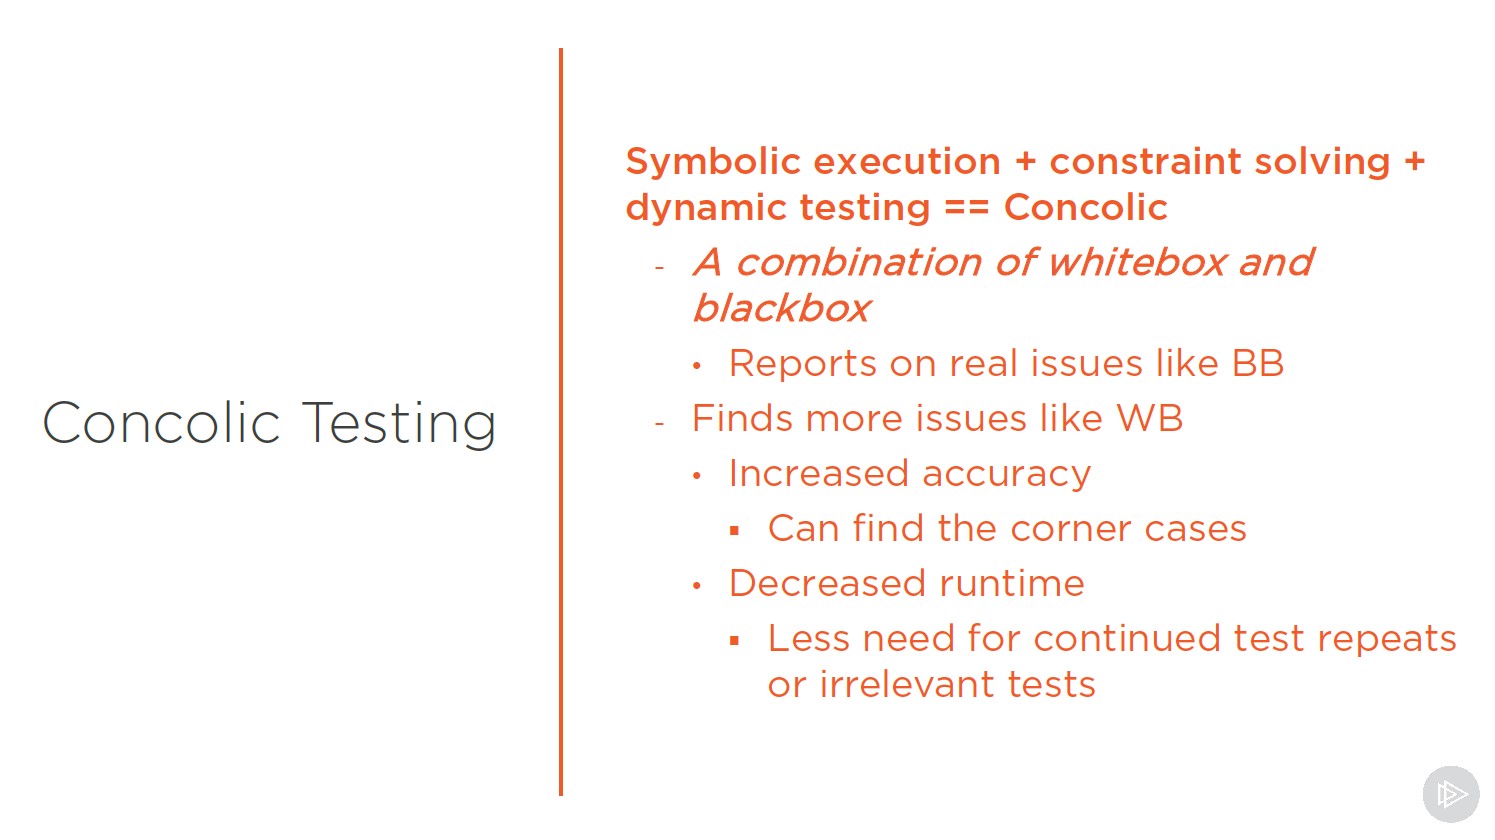 Concolic Testing
Symbolic execution + constraint solving +
dynamic testing == Concolic
- A combination of whitebox and
blackbox
• Reports on real issues like BB
- Finds more issues like WB
• Increased accuracy
▪ Can find the corner cases
• Decreased runtime
▪ Less need for continued test repeats
or irrelevant tests